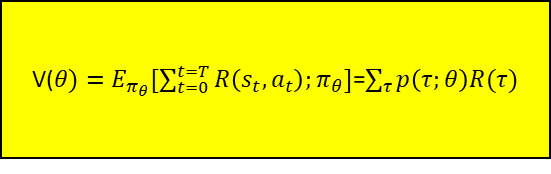 V(θ) = E_{π_θ}[∑_{t=0}^{t=T} R(s_t, a_t); π_θ]=∑_τ p(τ; θ)R(τ)